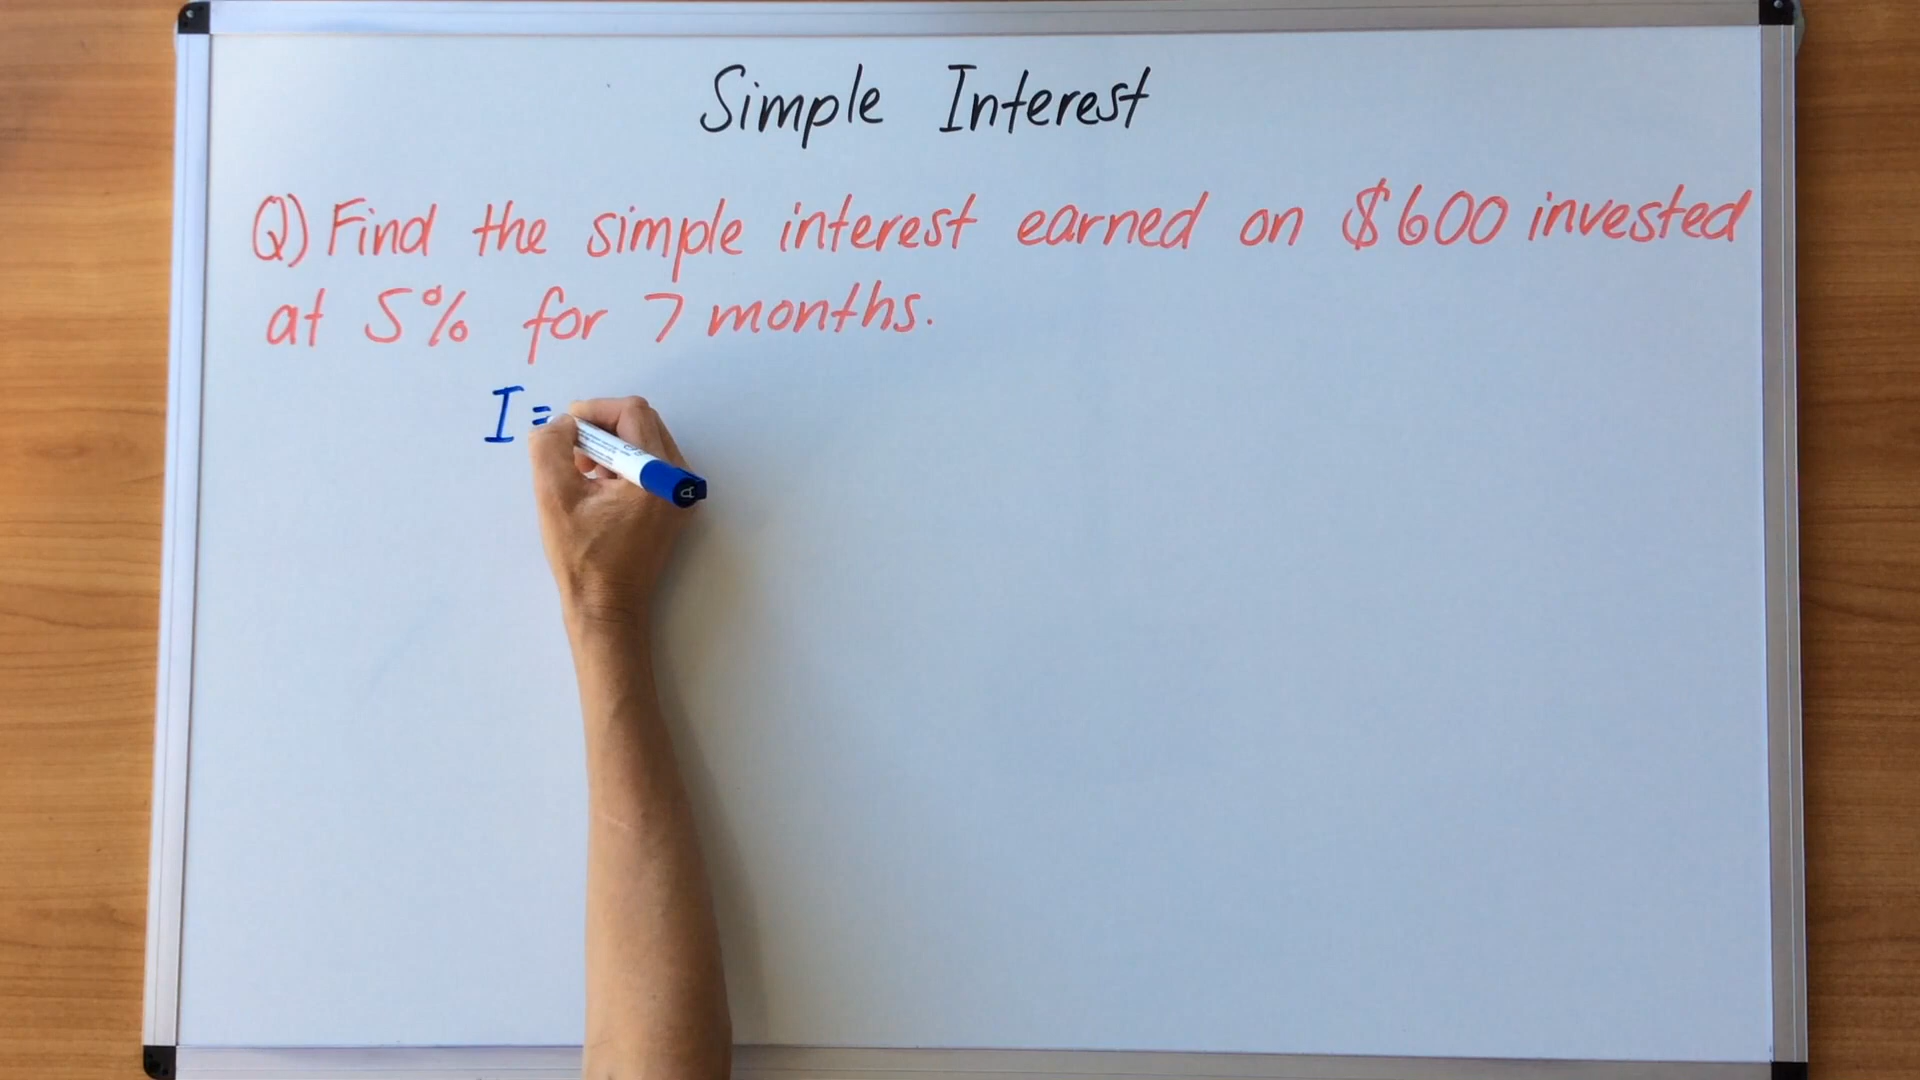 Simple Interest
Q) Find the simple interest earned on $600 invested
at 5% for 7 months.
I =